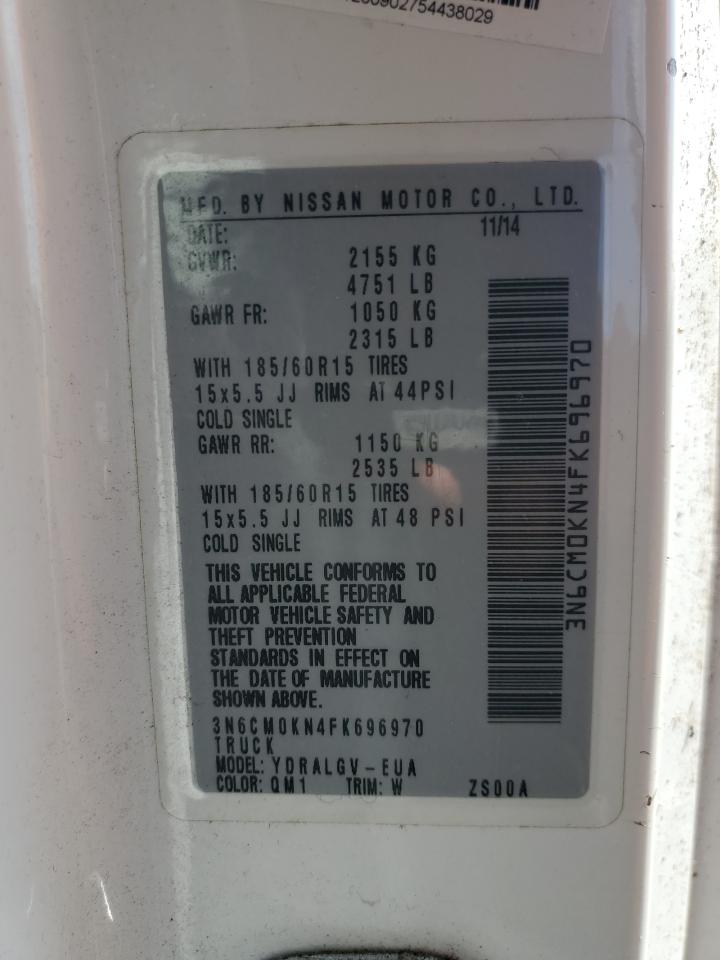 02754438029
MFD. BY NISSAN MOTOR CO., LTD.
DATE: 11/14
GVWR: 2155 KG
4751 LB
GAWR FR: 1050 KG
2315 LB
WITH 185/60R15 TIRES
15x5.5 JJ RIMS AT 44PSI
COLD SINGLE
GAWR RR: 1150 KG
2535 LB
WITH 185/60R15 TIRES
15x5.5 JJ RIMS AT 48 PSI
COLD SINGLE
THIS VEHICLE CONFORMS TO
ALL APPLICABLE FEDERAL
MOTOR VEHICLE SAFETY AND
THEFT PREVENTION
STANDARDS IN EFFECT ON
THE DATE OF MANUFACTURE
SHOWN ABOVE.
3N6CM0KN4FK696970
TRUCK
MODEL: YDRALGV-EUA
COLOR: QM1 TRIM: W ZS00A
3N6CM0KN4FK696970